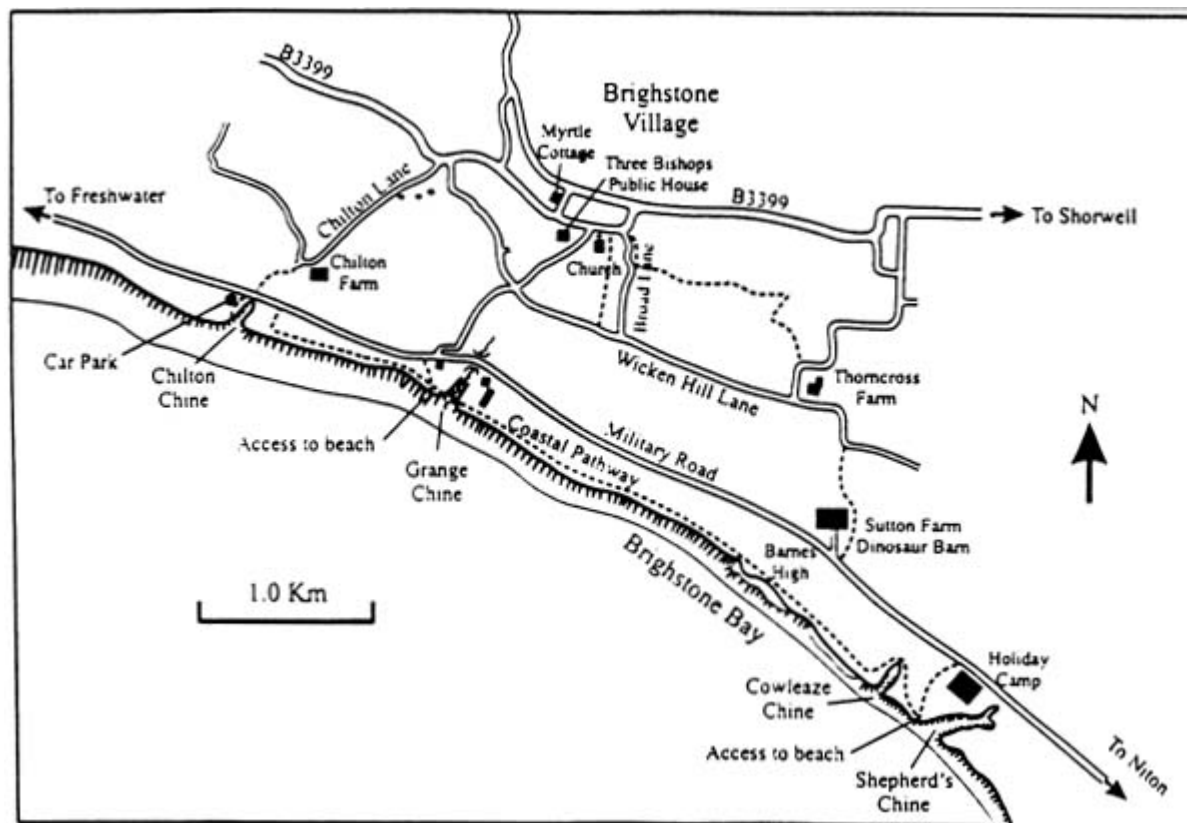 B3399
Brighstone
Village
Myrtle
Cottage
Three Bishops
Public House
To Freshwater
Chilton Lane
B3399
To Shorwell
Chilton
Farm
Church
Broad Lane
Car Park
Chilton
Chine
Wicken Hill Lane
Thorncross
Farm
N
Access to beach
Grange
Chine
Coastal Pathway
Military Road
Sutton Farm
Dinosaur Barn
Barnes
High
1.0 Km
Brighstone Bay
Holiday
Camp
Cowleaze
Chine
Access to beach
Shepherd's
Chine
To Niton